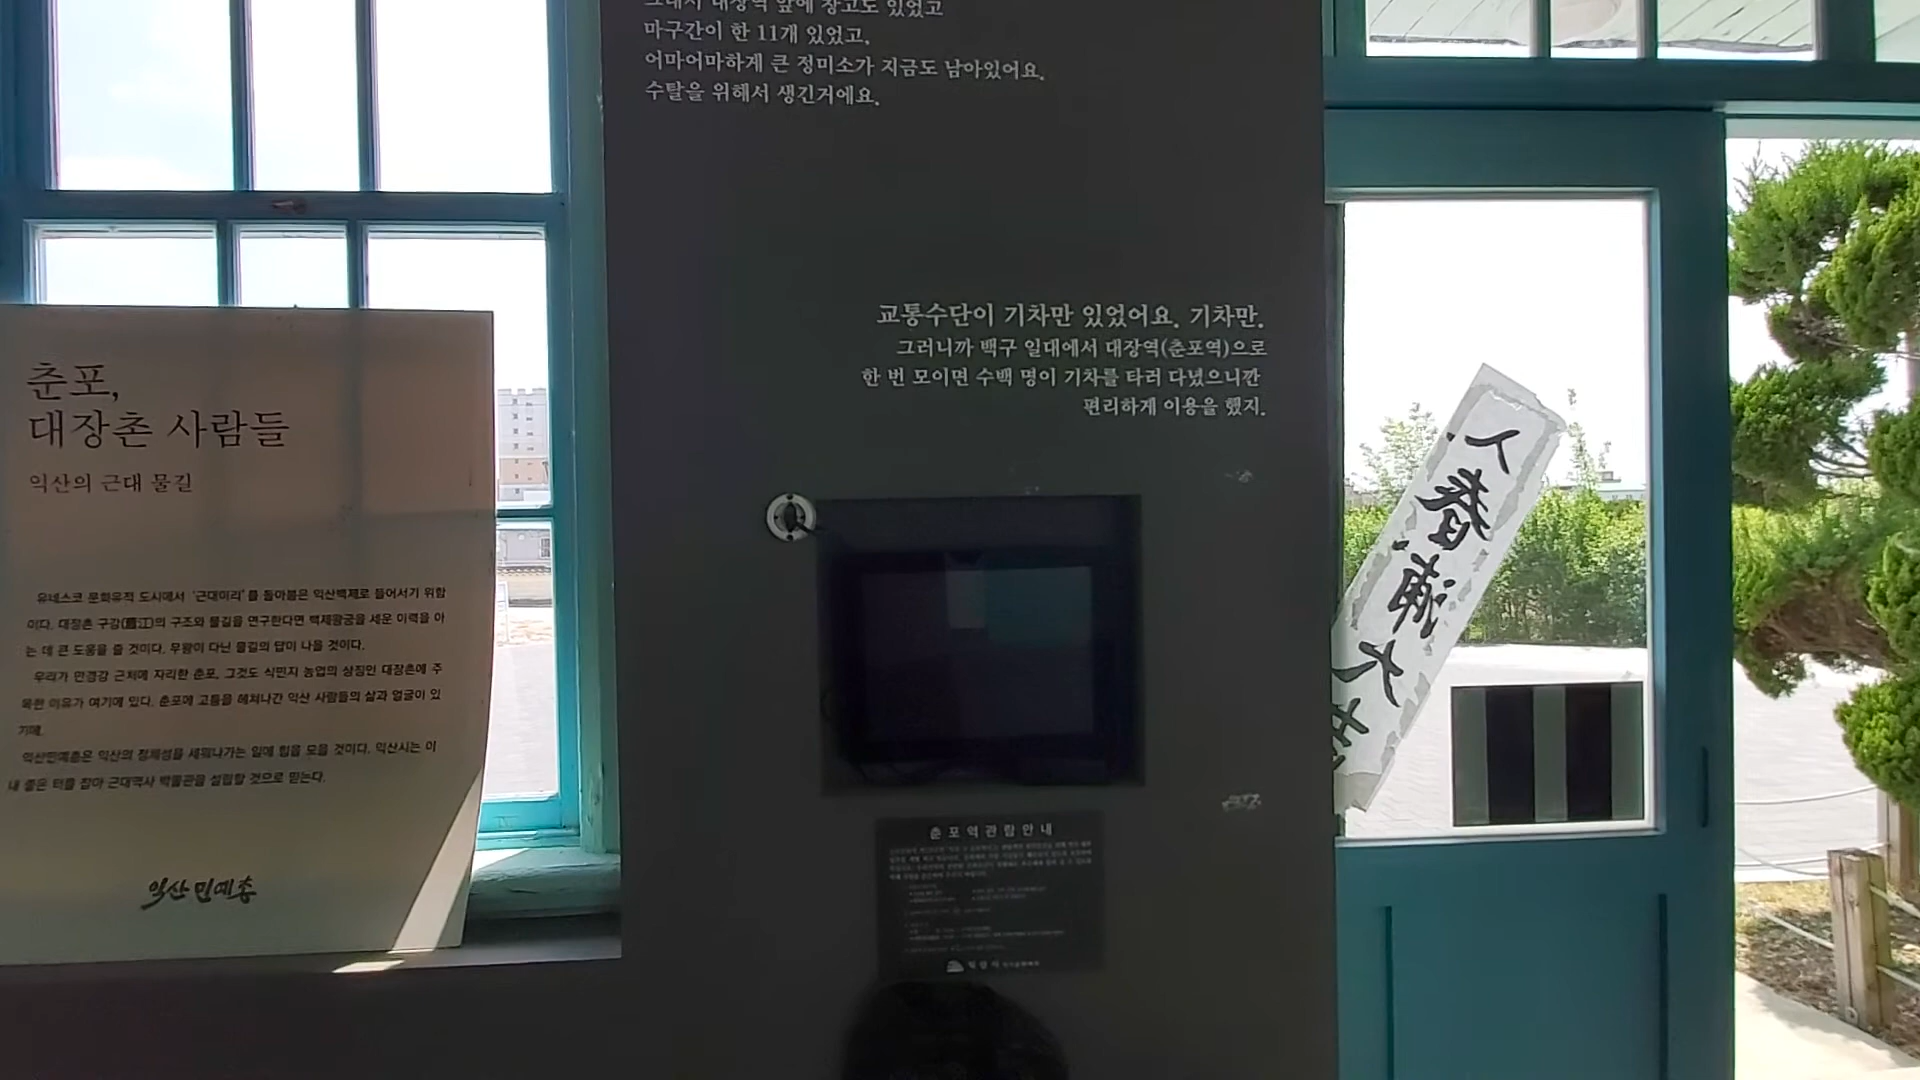 마구간이 한 11개 있었고,
어마어마하게 큰 정미소가 지금도 남아있어요.
수탈을 위해서 생긴거에요.
교통수단이 기차만 있었어요. 기차만.
그러니까 백구 일대에서 대장역(춘포역)으로
한 번 모이면 수백 명이 기차를 타러 다녔으니깐
편리하게 이용을 했지.
춘포,
대장촌 사람들
익산의 근대 물길
유네스코 문화유적 도시에서 '근대미리'를 돌아봄은 익산백제로 들어서기 위함
이다. 대장촌 구강(舊江)의 구조와 물길을 연구한다면 백제왕궁을 세운 이력을 아
는 데 큰 도움을 줄 것이다. 무왕이 다닌 물길의 답이 나올 것이다.
우리가 만경강 근처에 자리한 춘포, 그것도 식민지 농업의 상징인 대장촌에 주
목한 이유가 여기에 있다. 춘포에 고름을 헤쳐나간 익산 사람들의 삶과 얼굴이 있
기에.
익산민예총은 익산의 정체성을 세워나가는 일에 힘을 모을 것이다. 익산시는 이
내 좋은 터를 잡아 근대역사 박물관을 설립할 것으로 믿는다.
익산민예총
춘포역관람안내
春浦